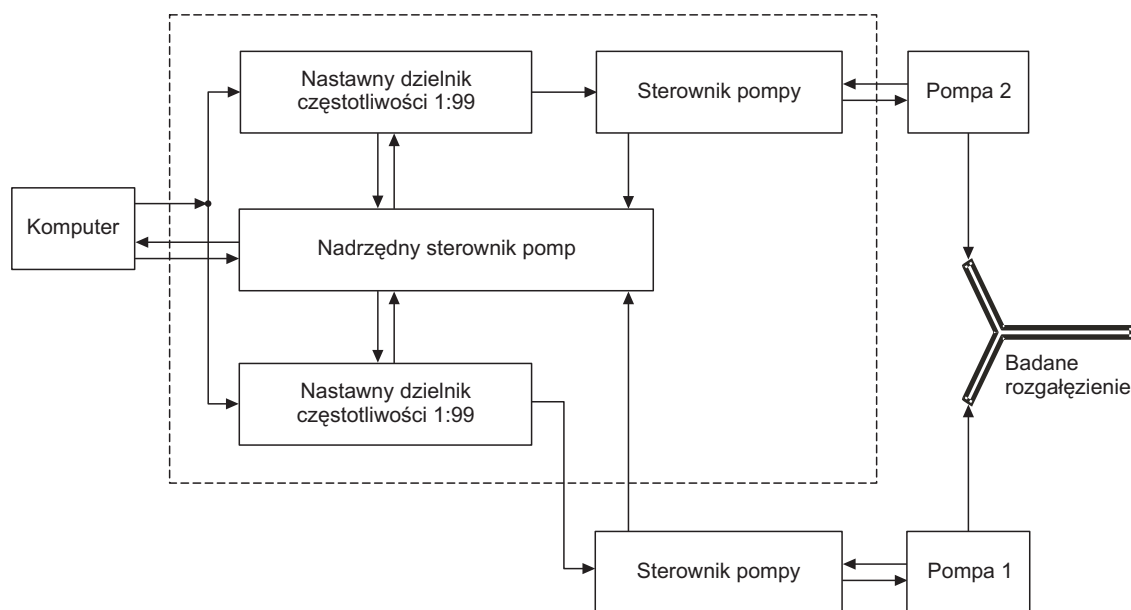 Nastawny dzielnik
częstotliwości 1:99
Sterownik pompy
Pompa 2
Komputer
Nadrzędny sterownik pomp
Badane
rozgałęzienie
Nastawny dzielnik
częstotliwości 1:99
Sterownik pompy
Pompa 1